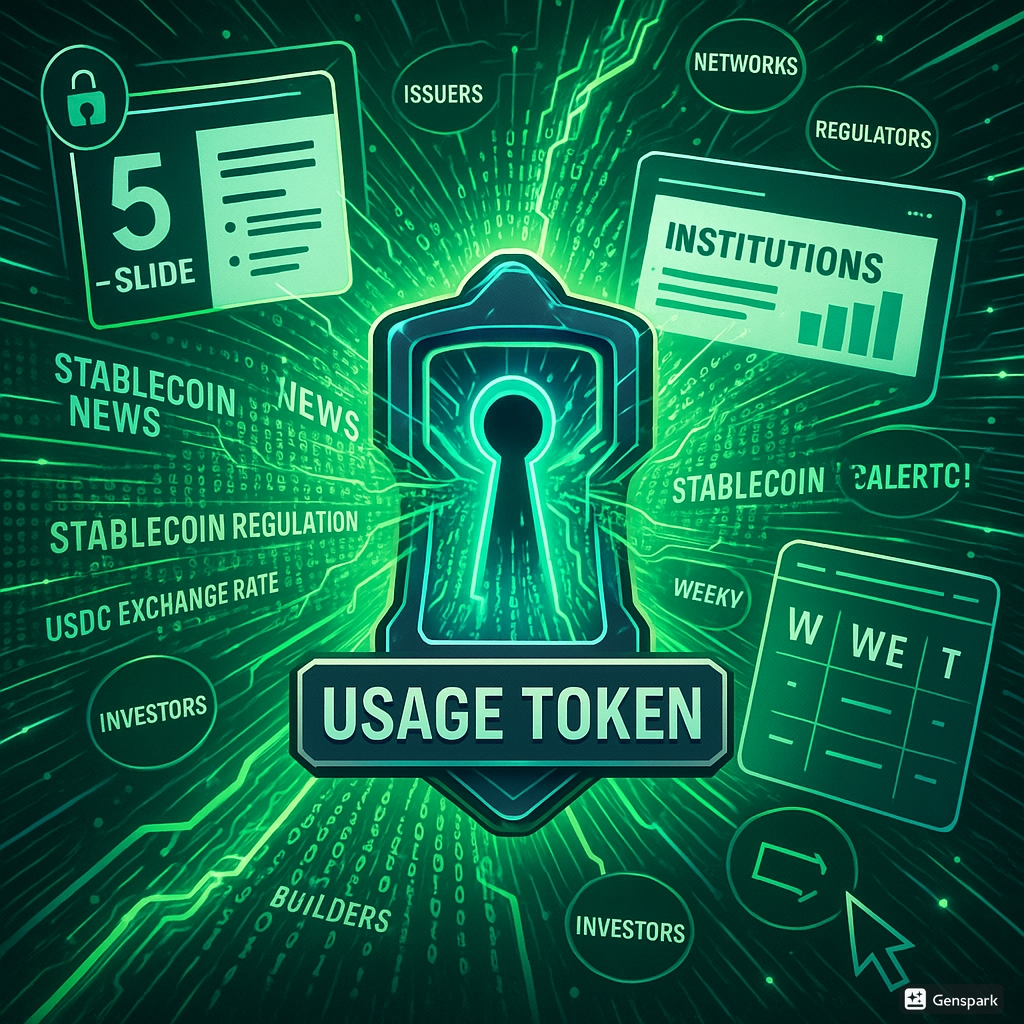 5
-SLIDE
ISSUERS
NETWORKS
REGULATORS
INSTITUTIONS
STABLECOIN
NEWS
NEWS
STABLECOIN REGULATION
USDC EXCHANGE RATE
STABLECOIN
CALERTC!
WEEKY
W WE T
INVESTORS
USAGE TOKEN
BUILDERS
INVESTORS
Genspark